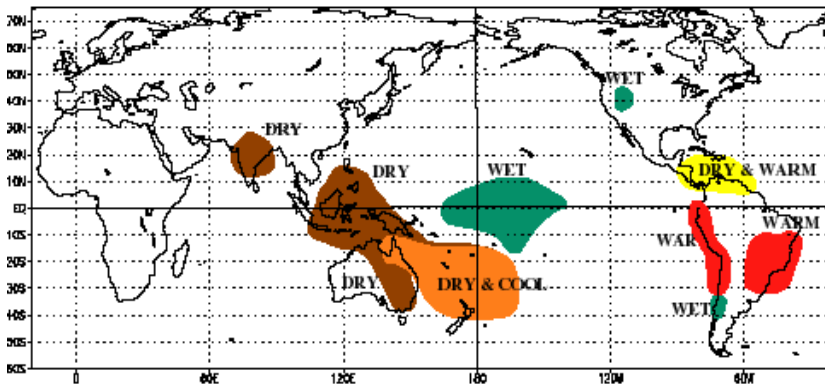 70N
60N
50N
WET
40N
30N
DRY
20N
DRY
WET
DRY & WARM
10N
EQ
WARM
10S
WAR
20S
DRY
DRY & COOL
30S
WET
40S
50S
60S
0
60E
120E
180
120W
60W